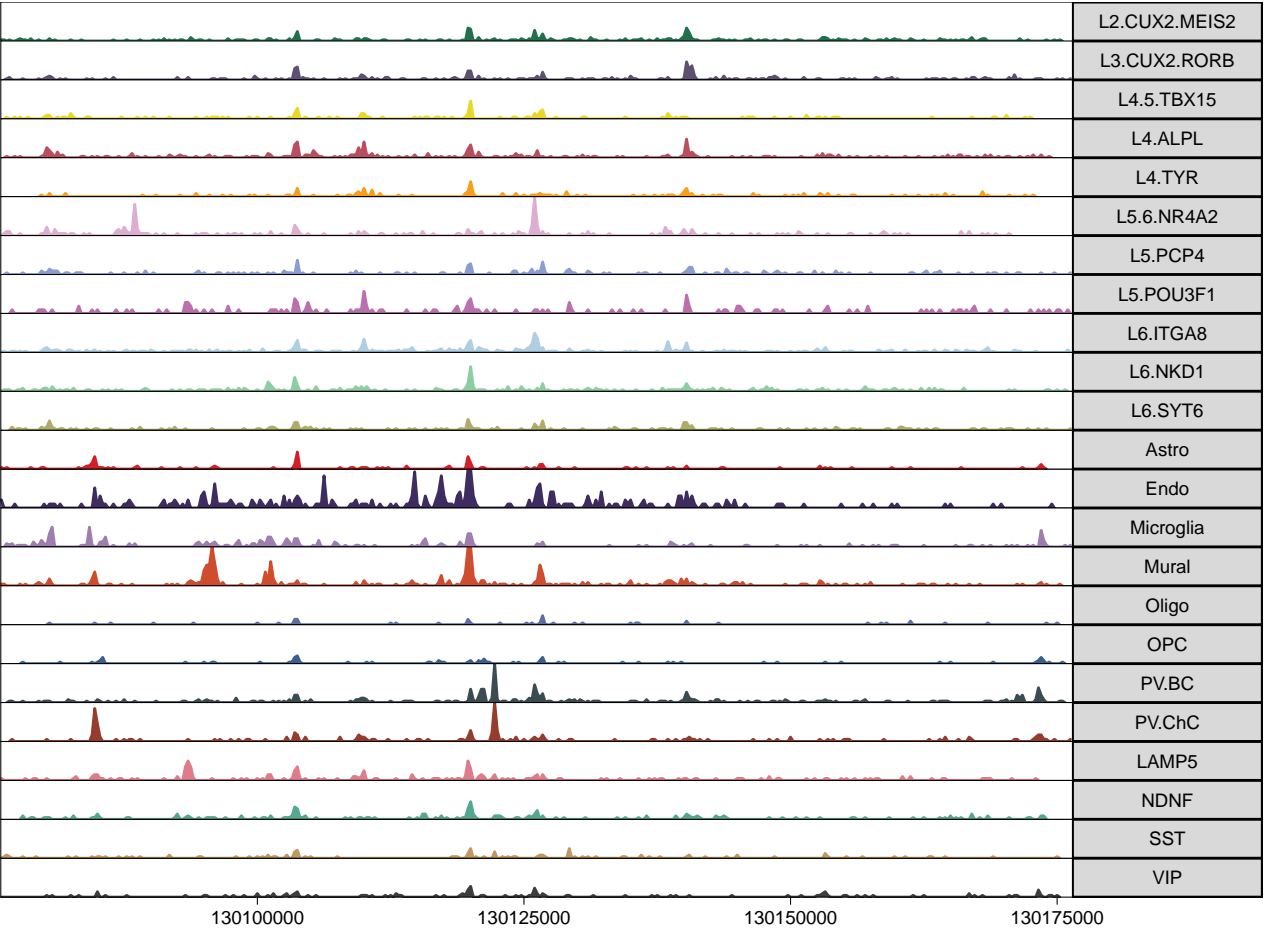 L2.CUX2.MEIS2
L3.CUX2.RORB
L4.5.TBX15
L4.ALPL
L4.TYR
L5.6.NR4A2
L5.PCP4
L5.POU3F1
L6.ITGA8
L6.NKD1
L6.SYT6
Astro
Endo
Microglia
Mural
Oligo
OPC
PV.BC
PV.ChC
LAMP5
NDNF
SST
VIP
130100000 130125000 130150000 130175000